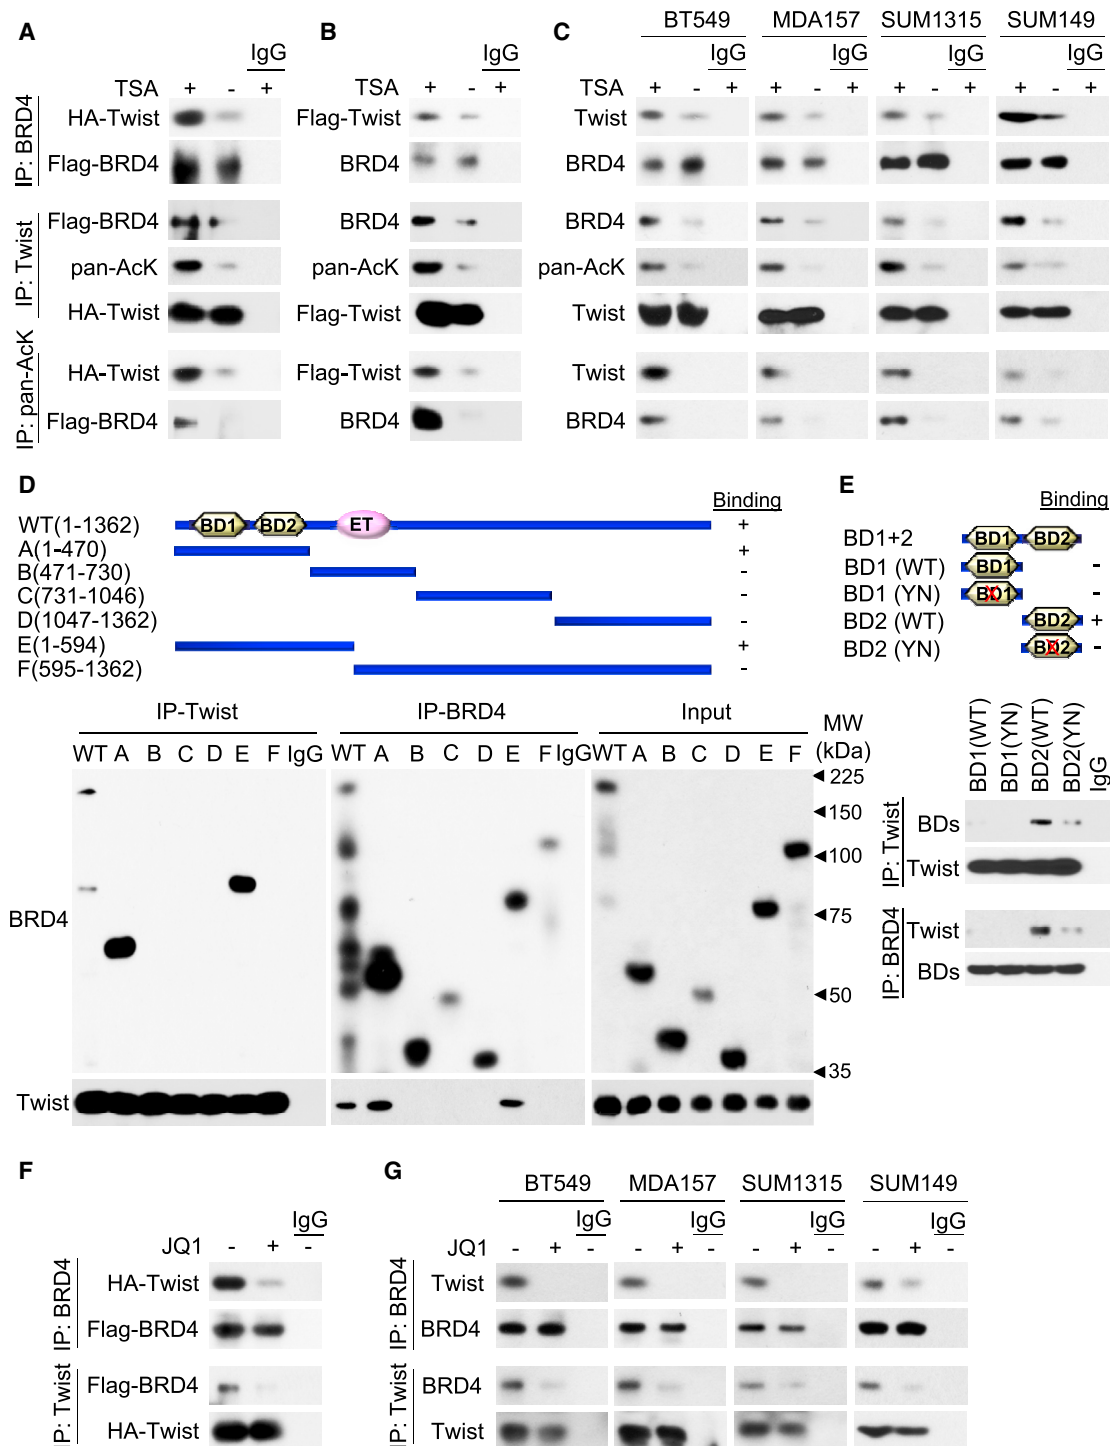 A
IgG
TSA + - +
IP: BRD4
HA-Twist
Flag-BRD4
IP: Twist
Flag-BRD4
pan-AcK
HA-Twist
IP: pan-AcK
HA-Twist
Flag-BRD4
B
IgG
TSA + - +
Flag-Twist
BRD4
BRD4
pan-AcK
Flag-Twist
Flag-Twist
BRD4
C
BT549 MDA157 SUM1315 SUM149
IgG IgG IgG IgG
TSA + - + + - + + - + + - +
Twist
BRD4
BRD4
pan-AcK
Twist
Twist
BRD4
D
Binding
WT(1-1362) BD1 BD2 ET +
A(1-470) +
B(471-730) -
C(731-1046) -
D(1047-1362) -
E(1-594) +
F(595-1362) -
IP-Twist IP-BRD4 Input
WT A B C D E F IgG WT A B C D E F IgG WT A B C D E F
MW
(kDa)
225
150
100
75
50
35
BRD4
Twist
E
Binding
BD1+2 BD1 BD2
BD1 (WT) BD1 -
BD1 (YN) BD1 -
BD2 (WT) BD2 +
BD2 (YN) BD2 -
BD1(WT) BD1(YN) BD2(WT) BD2(YN) IgG
IP: Twist
BDs
Twist
IP: BRD4
Twist
BDs
F
IgG
JQ1 - + -
IP: BRD4
HA-Twist
Flag-BRD4
IP: Twist
Flag-BRD4
HA-Twist
G
BT549 MDA157 SUM1315 SUM149
IgG IgG IgG IgG
JQ1 - + - - + - - + - - + -
IP: BRD4
Twist
BRD4
IP: Twist
BRD4
Twist